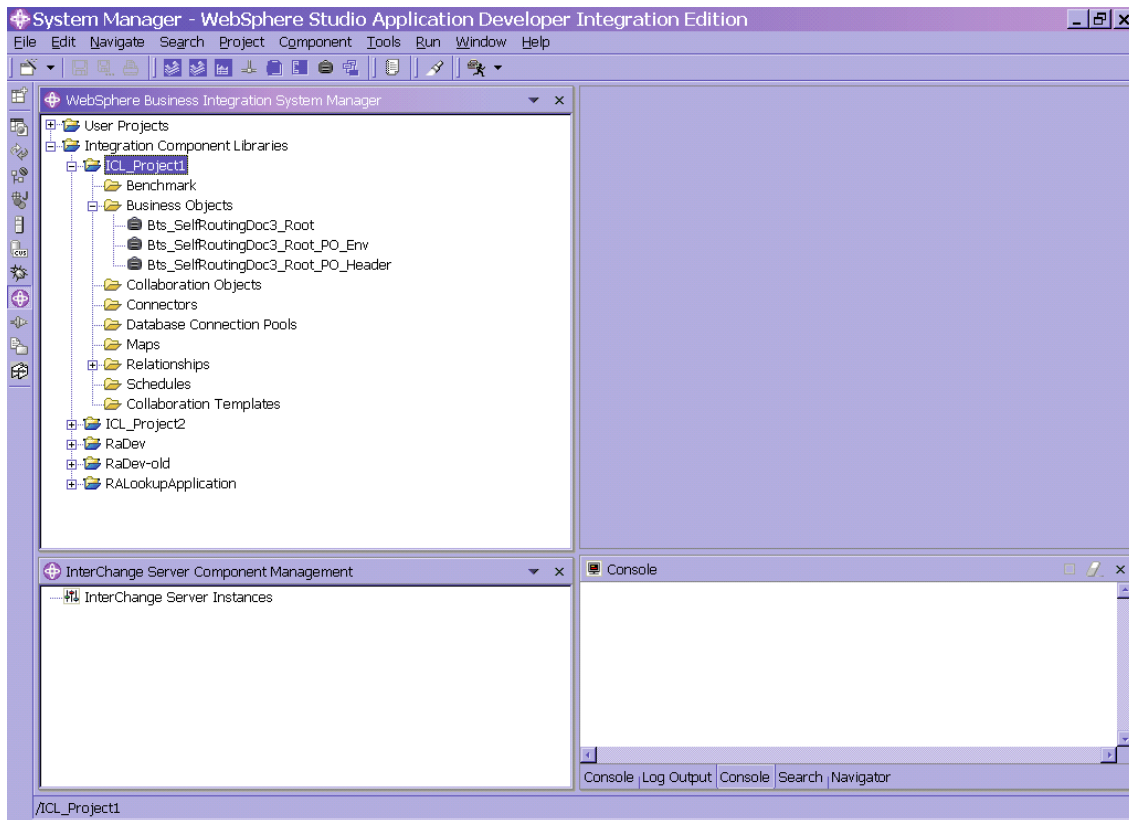 System Manager - WebSphere Studio Application Developer Integration Edition
File Edit Navigate Search Project Component Tools Run Window Help
WebSphere Business Integration System Manager
User Projects
Integration Component Libraries
ICL_Project1
Benchmark
Business Objects
Bts_SelfRoutingDoc3_Root
Bts_SelfRoutingDoc3_Root_PO_Env
Bts_SelfRoutingDoc3_Root_PO_Header
Collaboration Objects
Connectors
Database Connection Pools
Maps
Relationships
Schedules
Collaboration Templates
ICL_Project2
RaDev
RaDev-old
RALookupApplication
InterChange Server Component Management
InterChange Server Instances
Console
Console Log Output Console Search Navigator
/ICL_Project1